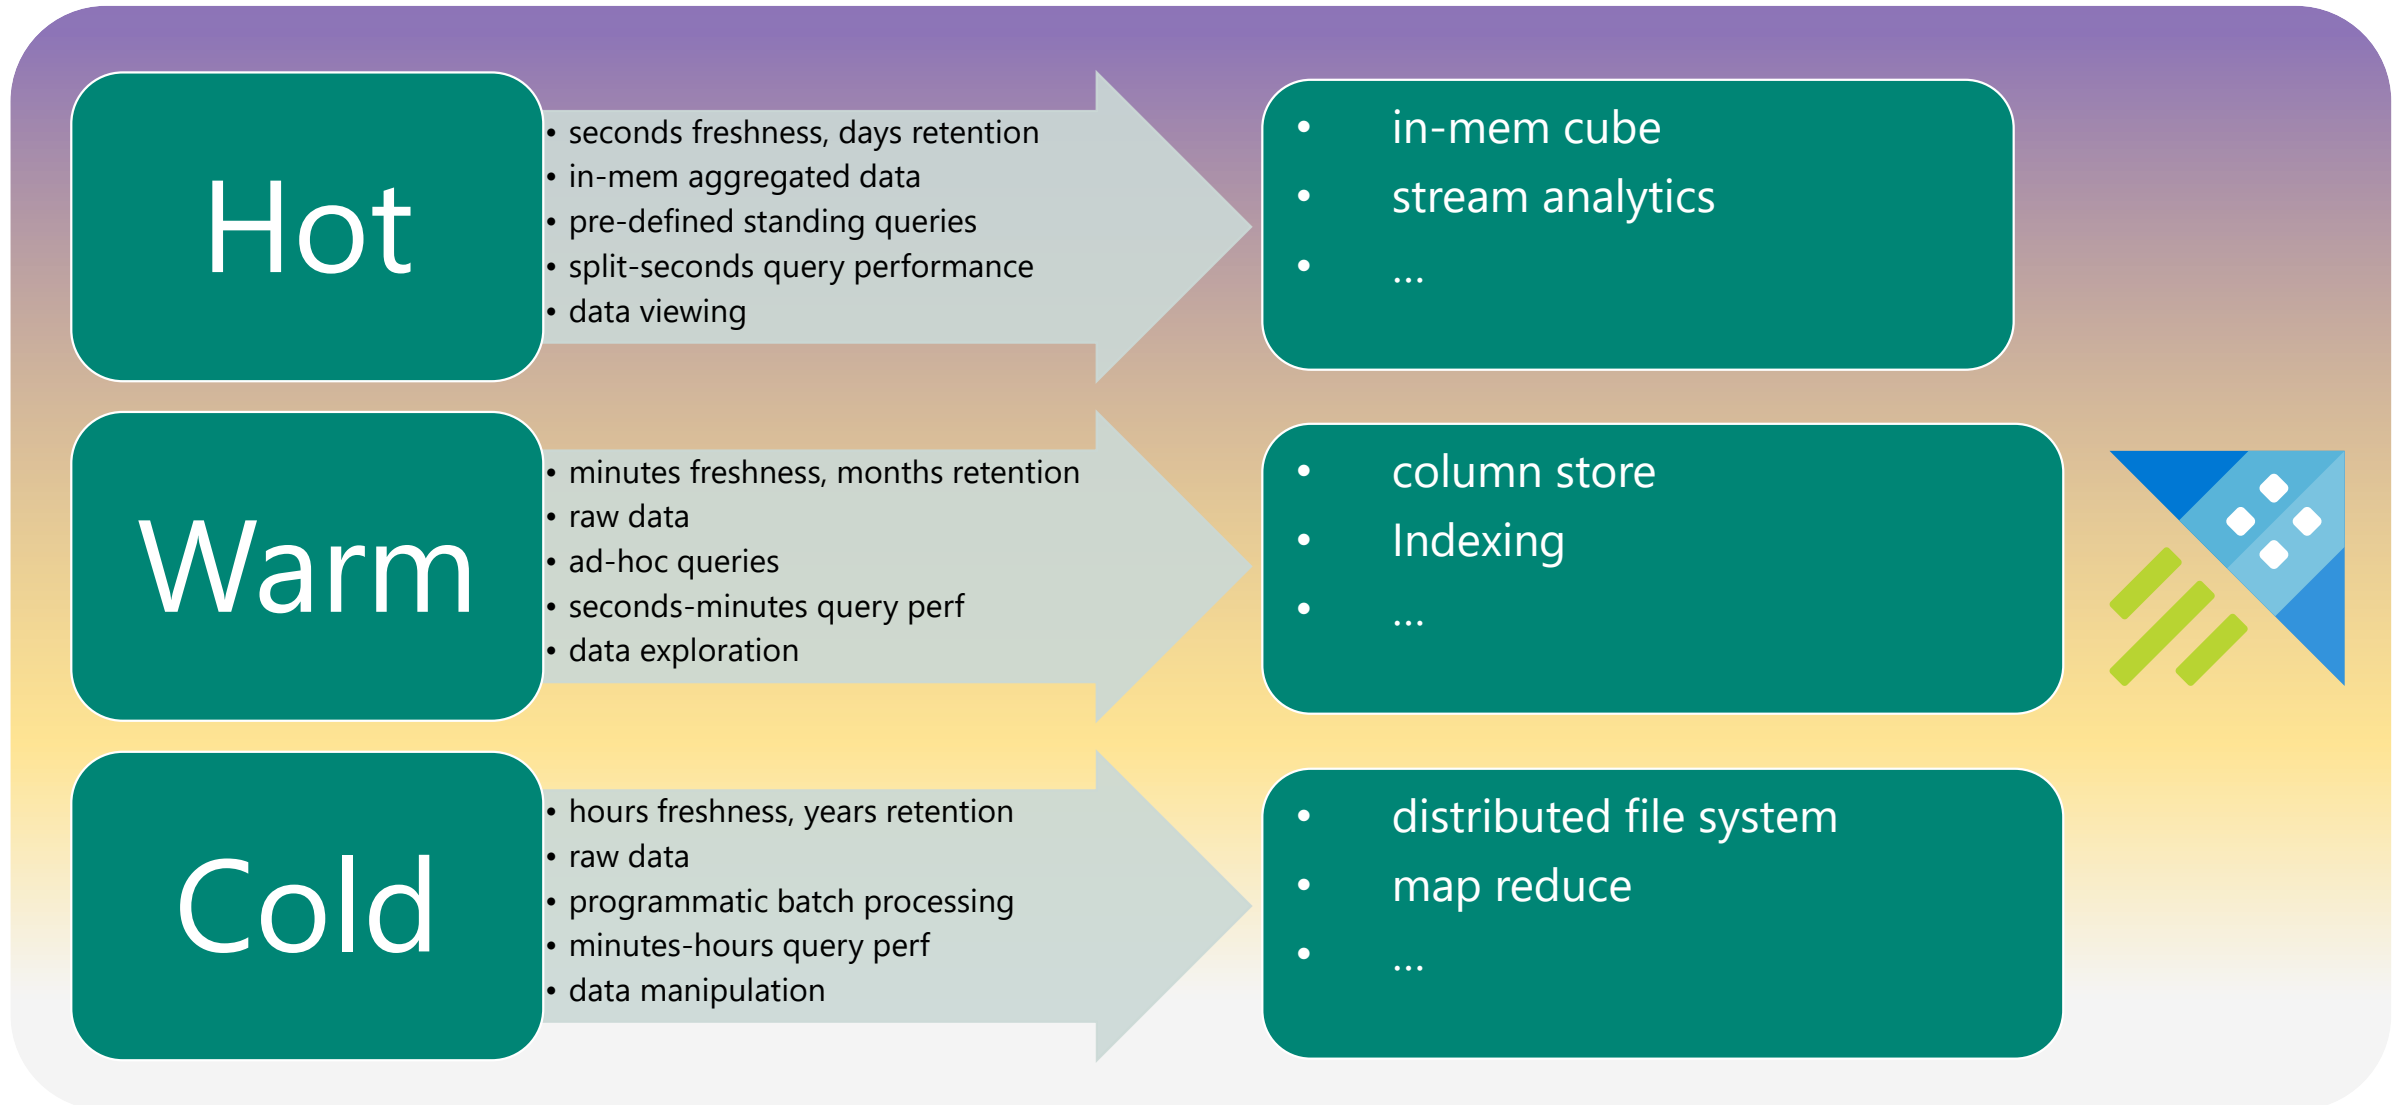 Hot
• seconds freshness, days retention
• in-mem aggregated data
• pre-defined standing queries
• split-seconds query performance
• data viewing
• in-mem cube
• stream analytics
• ...
Warm
• minutes freshness, months retention
• raw data
• ad-hoc queries
• seconds-minutes query perf
• data exploration
• column store
• Indexing
• ...
Cold
• hours freshness, years retention
• raw data
• programmatic batch processing
• minutes-hours query perf
• data manipulation
• distributed file system
• map reduce
• ...